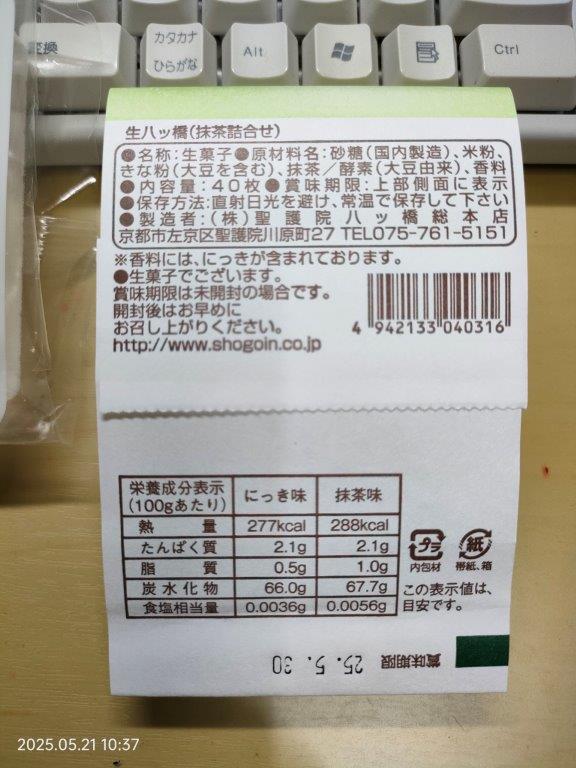 変換
カタカナ
ひらがな
Alt
Ctrl
生八ッ橋(抹茶詰合せ)
●名称:生菓子●原材料名:砂糖(国内製造)、米粉、
きな粉(大豆を含む)、抹茶/酵素(大豆由来)、香料
●内容量:40枚●賞味期限:上部側面に表示
●保存方法:直射日光を避け、常温で保存して下さい
●製造者:(株)聖護院八ッ橋総本店
京都市左京区聖護院川原町27 TEL075-761-5151
※香料には、にっきが含まれております。
●生菓子でございます。
賞味期限は未開封の場合です。
開封後はお早めに
お召し上がりください。
http://www.shogoin.co.jp
4 942133 040316
栄養成分表示 にっき味 抹茶味
(100gあたり)
熱量 277kcal 288kcal
たんぱく質 2.1g 2.1g
脂質 0.5g 1.0g
炭水化物 66.0g 67.7g
食塩相当量 0.0036g 0.0056g
プラ 紙
内包材 帯紙、箱
この表示値は、
目安です。
賞味期限 25.5.30
2025.05.21 10:37